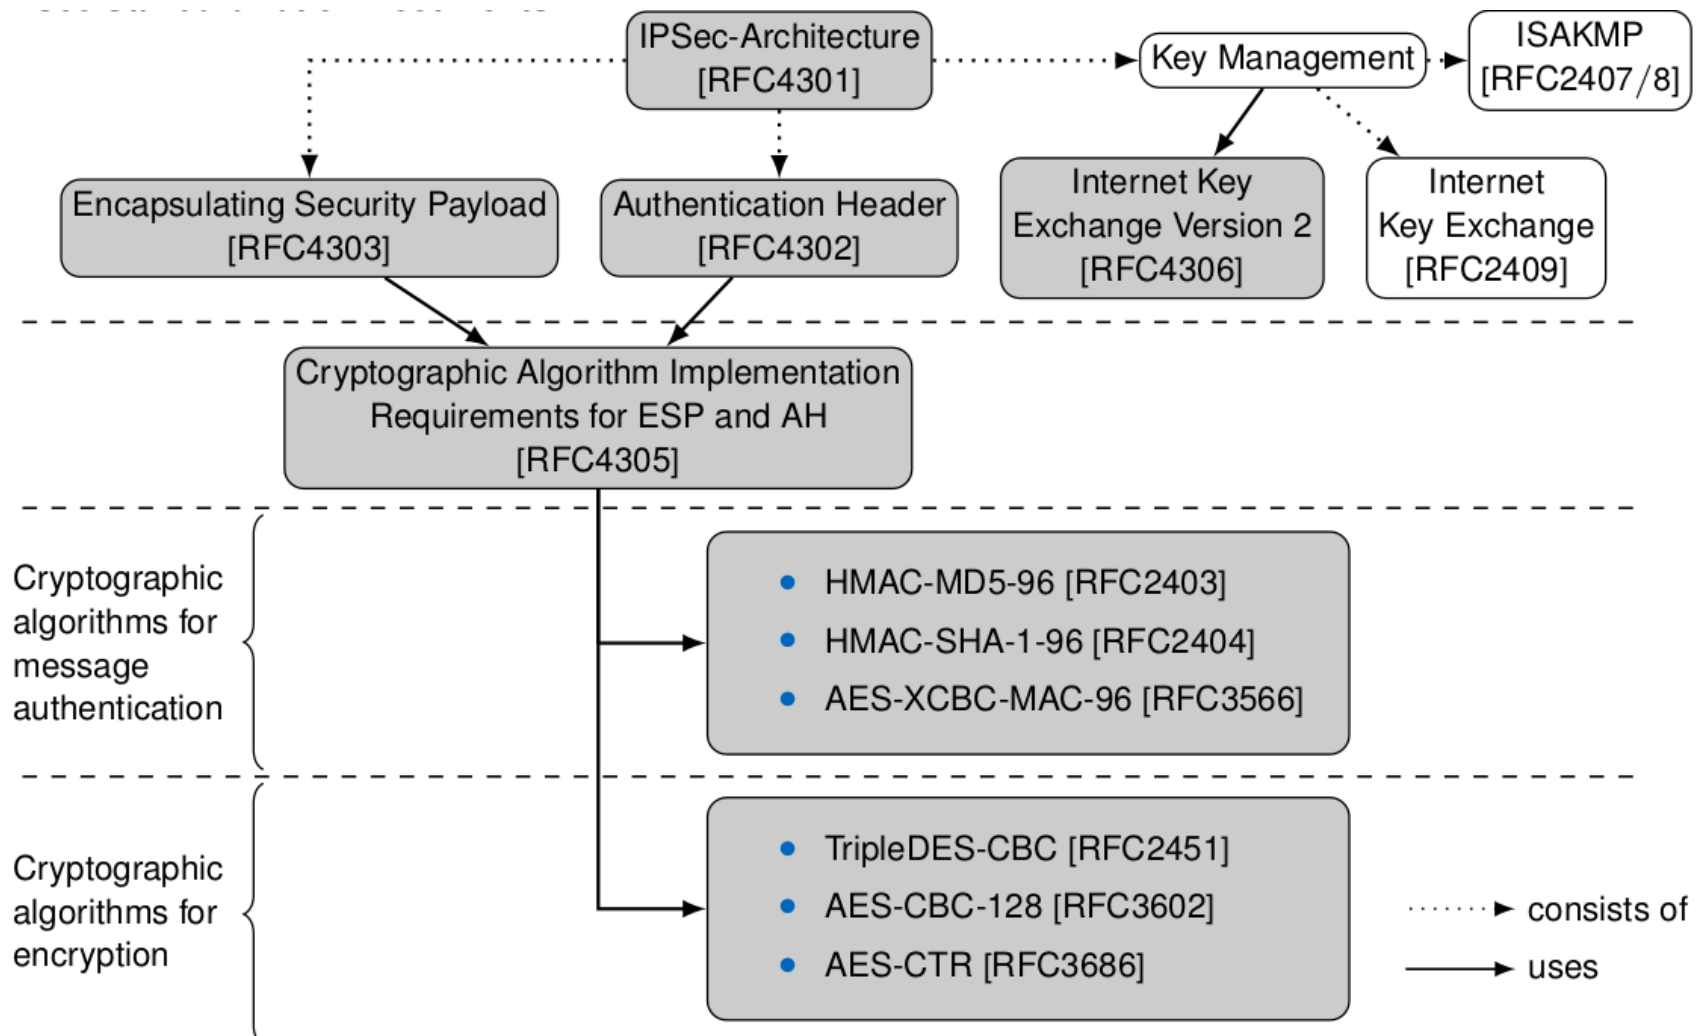 IPSec-Architecture
[RFC4301]
Key Management
ISAKMP
[RFC2407/8]
Encapsulating Security Payload
[RFC4303]
Authentication Header
[RFC4302]
Internet Key
Exchange Version 2
[RFC4306]
Internet
Key Exchange
[RFC2409]
Cryptographic Algorithm Implementation
Requirements for ESP and AH
[RFC4305]
Cryptographic
algorithms for
message
authentication
HMAC-MD5-96 [RFC2403]
HMAC-SHA-1-96 [RFC2404]
AES-XCBC-MAC-96 [RFC3566]
Cryptographic
algorithms for
encryption
TripleDES-CBC [RFC2451]
AES-CBC-128 [RFC3602]
AES-CTR [RFC3686]
consists of
uses